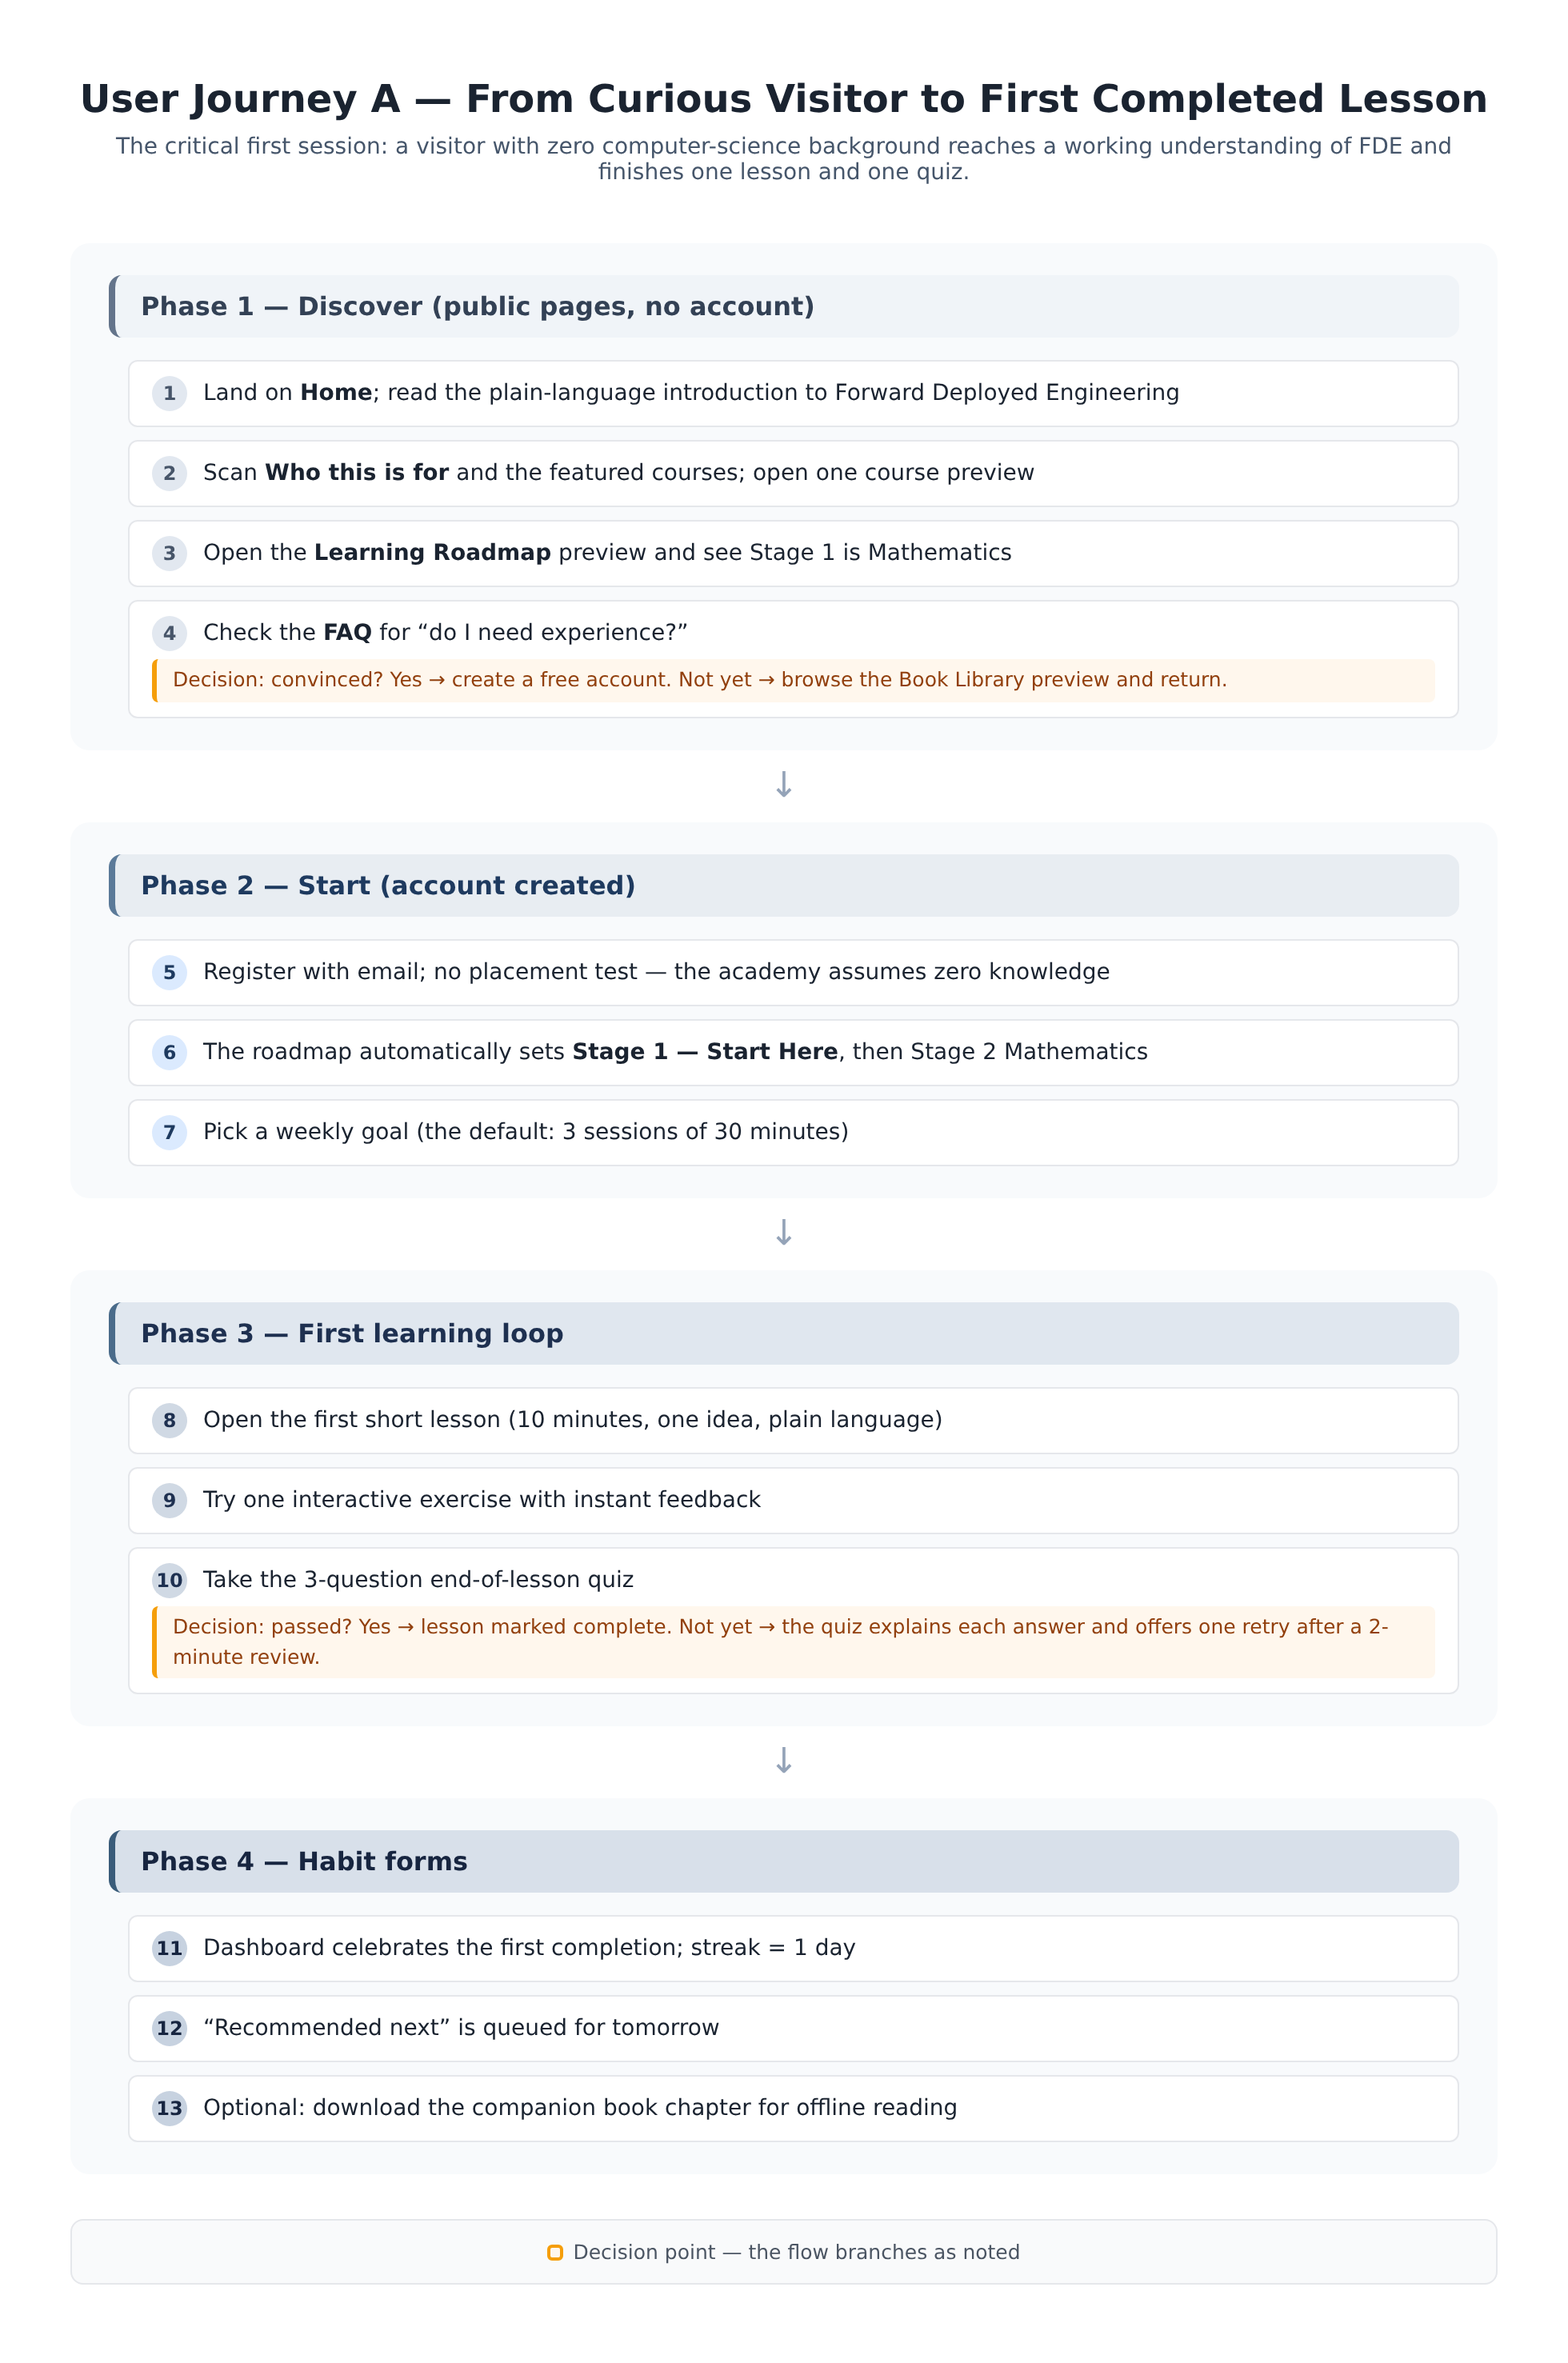 User Journey A — From Curious Visitor to First Completed Lesson
The critical first session: a visitor with zero computer-science background reaches a working understanding of FDE and
finishes one lesson and one quiz.
Phase 1 — Discover (public pages, no account)
1 Land on Home; read the plain-language introduction to Forward Deployed Engineering
2 Scan Who this is for and the featured courses; open one course preview
3 Open the Learning Roadmap preview and see Stage 1 is Mathematics
4 Check the FAQ for “do I need experience?”
Decision: convinced? Yes → create a free account. Not yet → browse the Book Library preview and return.
↓
Phase 2 — Start (account created)
5 Register with email; no placement test — the academy assumes zero knowledge
6 The roadmap automatically sets Stage 1 — Start Here, then Stage 2 Mathematics
7 Pick a weekly goal (the default: 3 sessions of 30 minutes)
↓
Phase 3 — First learning loop
8 Open the first short lesson (10 minutes, one idea, plain language)
9 Try one interactive exercise with instant feedback
10 Take the 3-question end-of-lesson quiz
Decision: passed? Yes → lesson marked complete. Not yet → the quiz explains each answer and offers one retry after a 2-
minute review.
↓
Phase 4 — Habit forms
11 Dashboard celebrates the first completion; streak = 1 day
12 “Recommended next” is queued for tomorrow
13 Optional: download the companion book chapter for offline reading
Decision point — the flow branches as noted